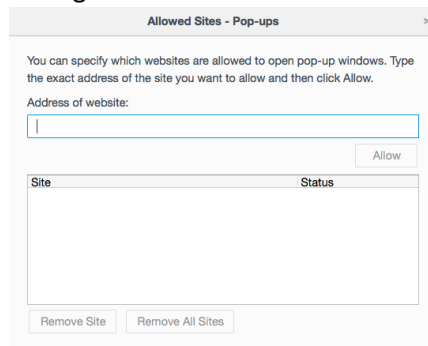 Allowed Sites - Pop-ups
You can specify which websites are allowed to open pop-up windows. Type
the exact address of the site you want to allow and then click Allow.
Address of website:
Allow
Site Status
Remove Site Remove All Sites